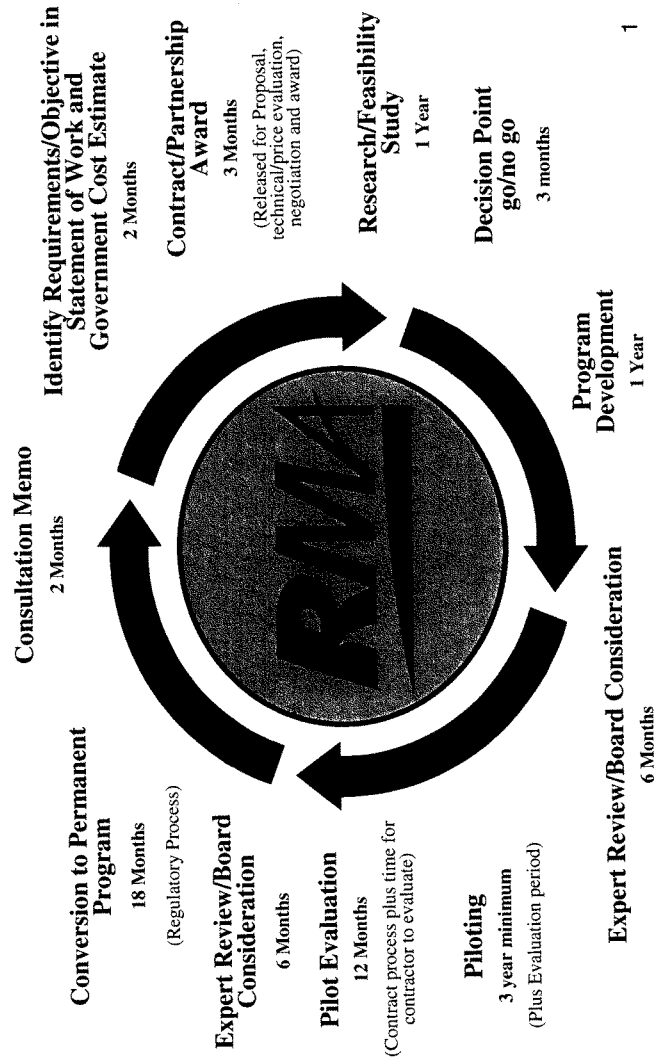 Consultation Memo
2 Months
Identify Requirements/Objective in
Statement of Work and
Government Cost Estimate
2 Months
Contract/Partnership
Award
3 Months
(Released for Proposal,
technical/price evaluation,
negotiation and award)
Research/Feasibility
Study
1 Year
Decision Point
go/no go
3 months
Program
Development
1 Year
Expert Review/Board Consideration
6 Months
Piloting
3 year minimum
(Plus Evaluation period)
Pilot Evaluation
12 Months
(Contract process plus time for
contractor to evaluate)
Expert Review/Board
Consideration
6 Months
Conversion to Permanent
Program
18 Months
(Regulatory Process)
RMA
1